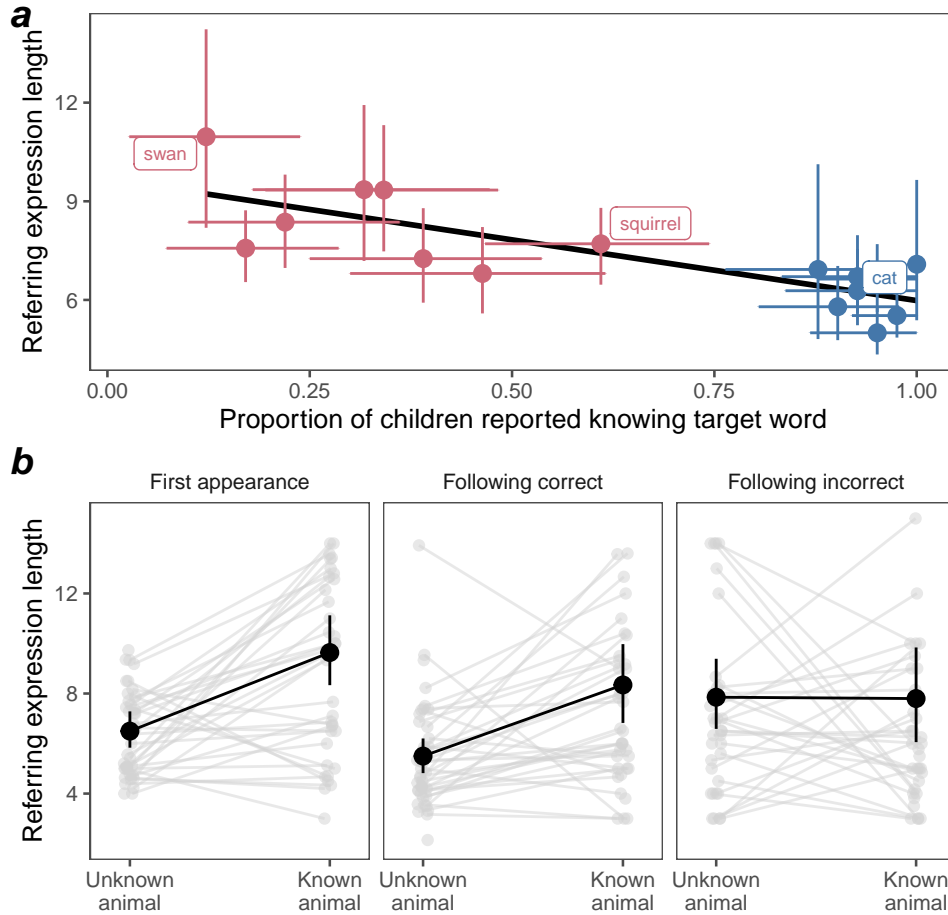 a
Referring expression length
12
9
6
swan
squirrel
cat
0.00
0.25
0.50
0.75
1.00
Proportion of children reported knowing target word
b
First appearance
Following correct
Following incorrect
Referring expression length
12
8
4
Unknown
animal
Known
animal
Unknown
animal
Known
animal
Unknown
animal
Known
animal